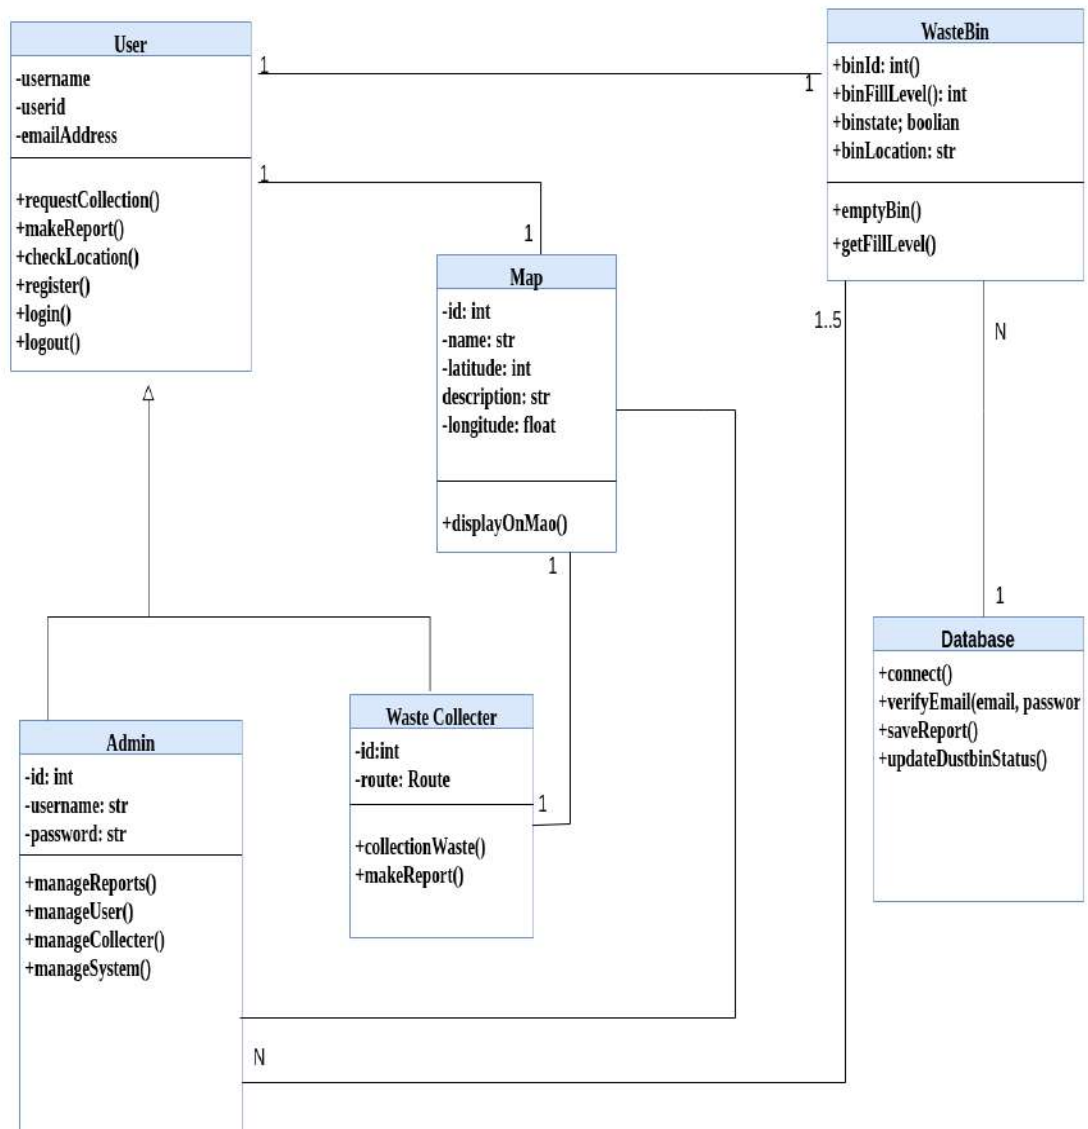 User
-username
-userid
-emailAddress
+requestCollection()
+makeReport()
+checkLocation()
+register()
+login()
+logout()
1
1
WasteBin
+binId: int()
+binFillLevel(): int
+binstate; boolian
+binLocation: str
+emptyBin()
+getFillLevel()
1
1
Map
-id: int
-name: str
-latitude: int
description: str
-longitude: float
+displayOnMao()
1..5
N
1
1
1
Database
+connect()
+verifyEmail(email, passwor
+saveReport()
+updateDustbinStatus()
Waste Collecter
-id:int
-route: Route
+collectionWaste()
+makeReport()
Admin
-id: int
-username: str
-password: str
+manageReports()
+manageUser()
+manageCollecter()
+manageSystem()
N